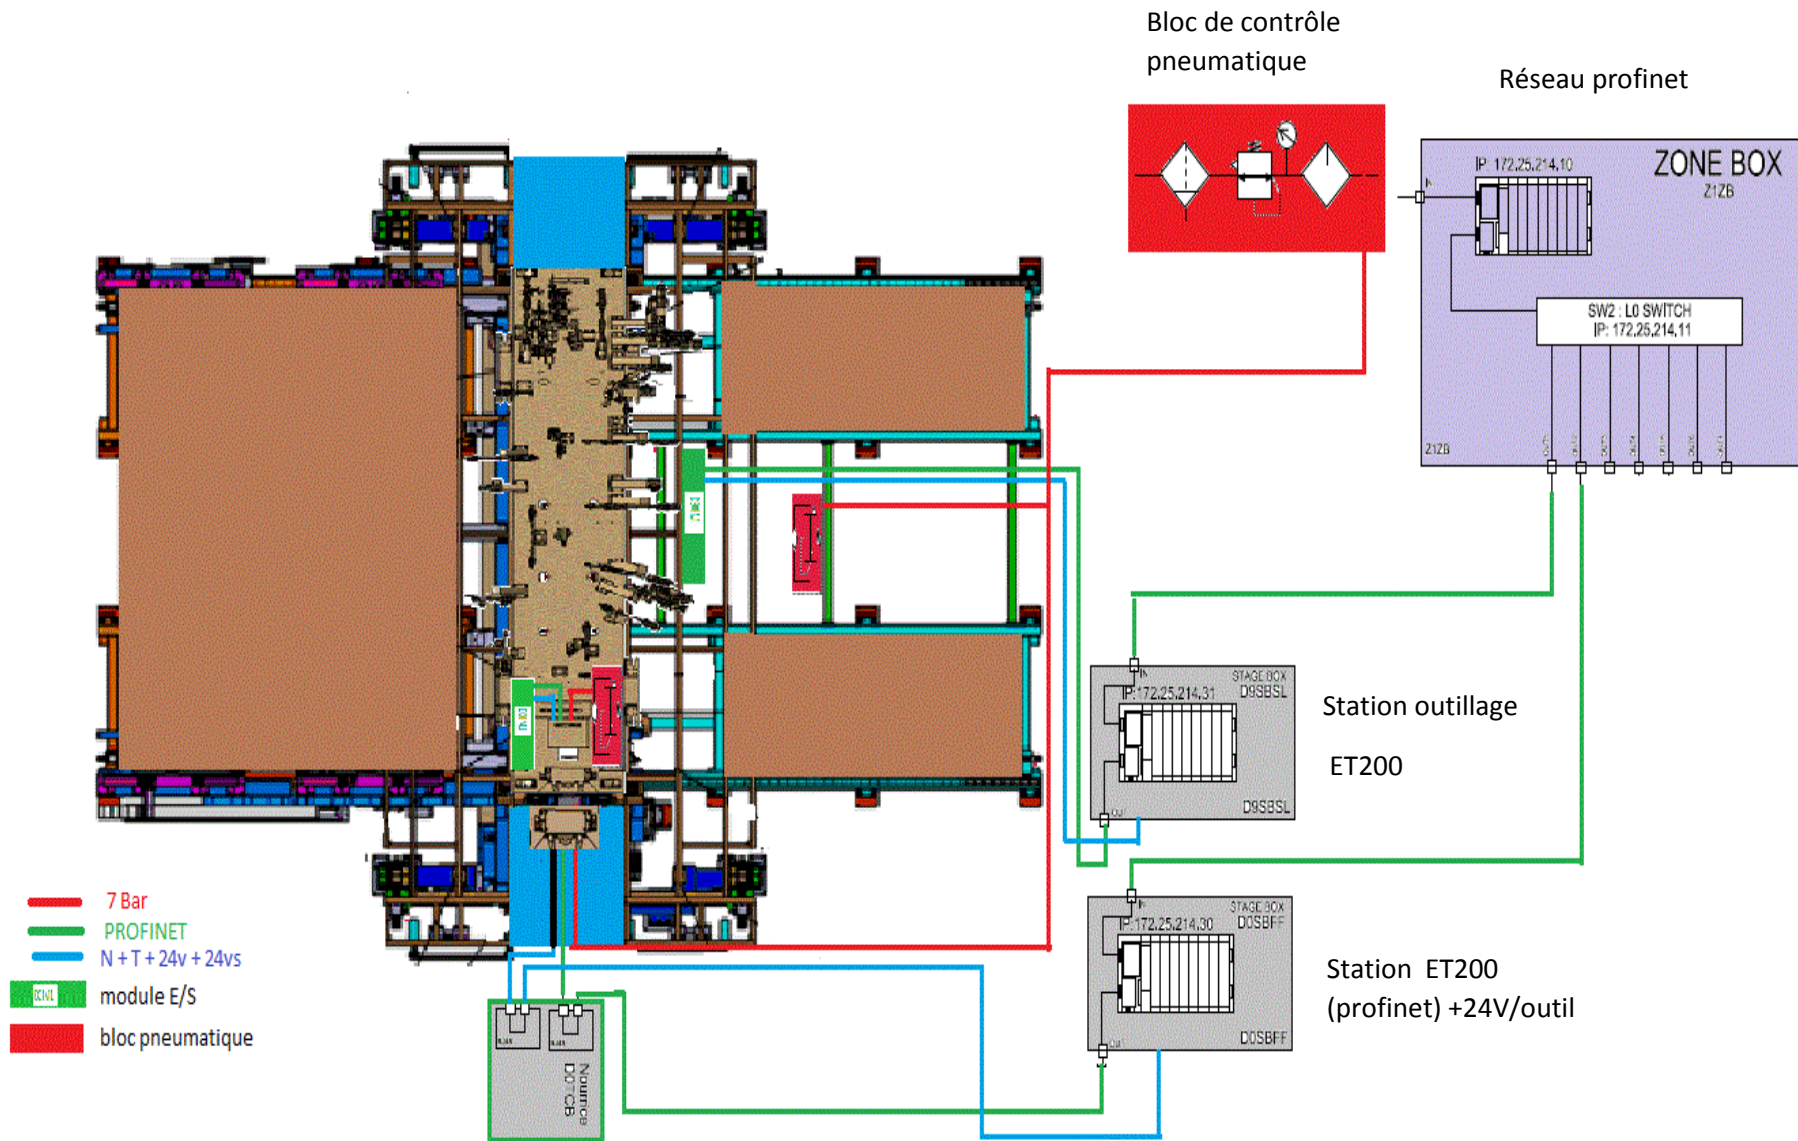 Bloc de contrôle
pneumatique
Réseau profinet
IP: 172.25.214.10
ZONE BOX
Z1ZB
IN
SW2 : L0 SWITCH
IP: 172.25.214.11
Z1ZB
IN
STAGE BOX
D9SBSL
IP:172.25.214.31
D9SBSL
Station outillage
ET200
IN
STAGE BOX
D0SBFF
IP:172.25.214.30
D0SBFF
Station ET200
(profinet) +24V/outil
7 Bar
PROFINET
N + T + 24v + 24vs
module E/S
bloc pneumatique
Nourrice
D0TCB